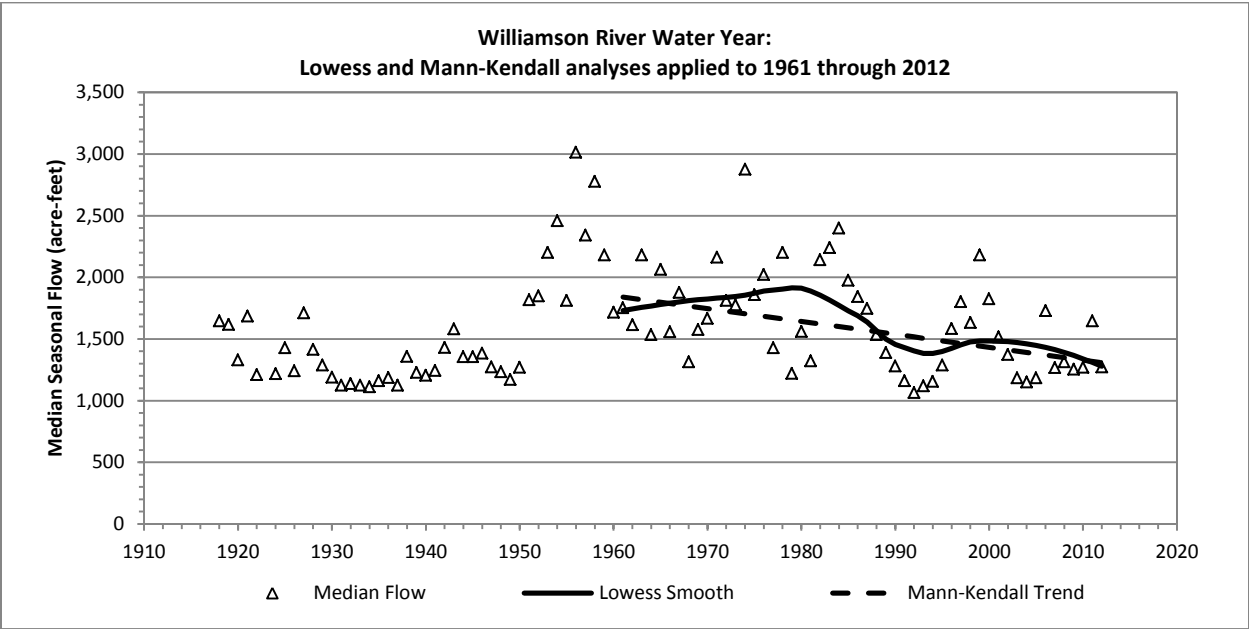 Williamson River Water Year:
Lowess and Mann-Kendall analyses applied to 1961 through 2012
Median Seasonal Flow (acre-feet)
3,500
3,000
2,500
2,000
1,500
1,000
500
0
1910 1920 1930 1940 1950 1960 1970 1980 1990 2000 2010 2020
Median Flow Lowess Smooth Mann-Kendall Trend